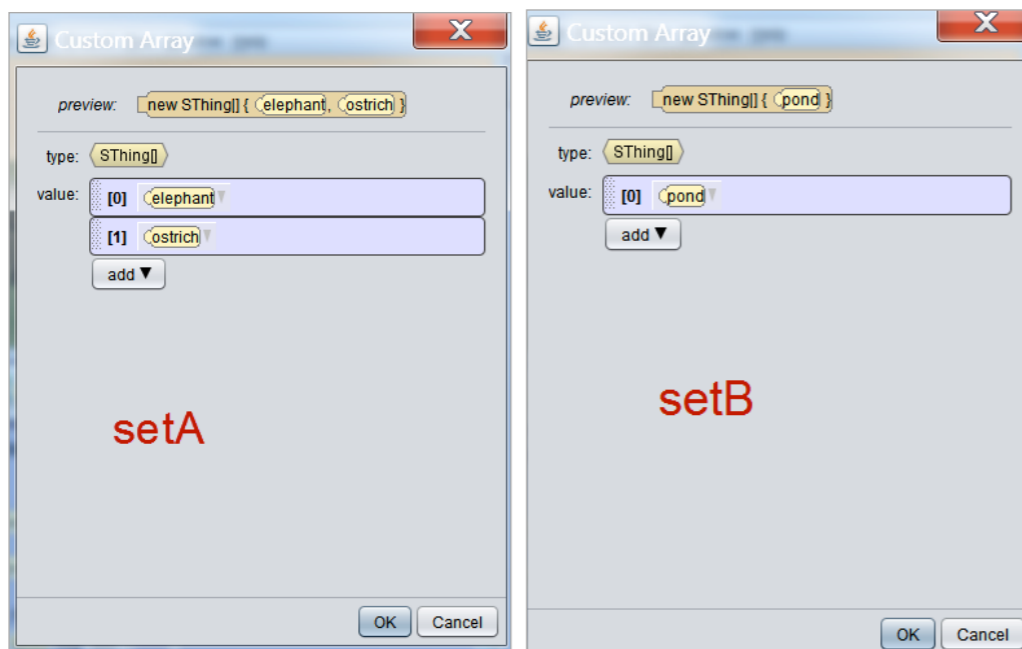 Custom Array
preview: new SThing[] { elephant, ostrich }
type: SThing[]
value: [0] elephant
[1] ostrich
add
setA
OK Cancel
Custom Array
preview: new SThing[] { pond }
type: SThing[]
value: [0] pond
add
setB
OK Cancel